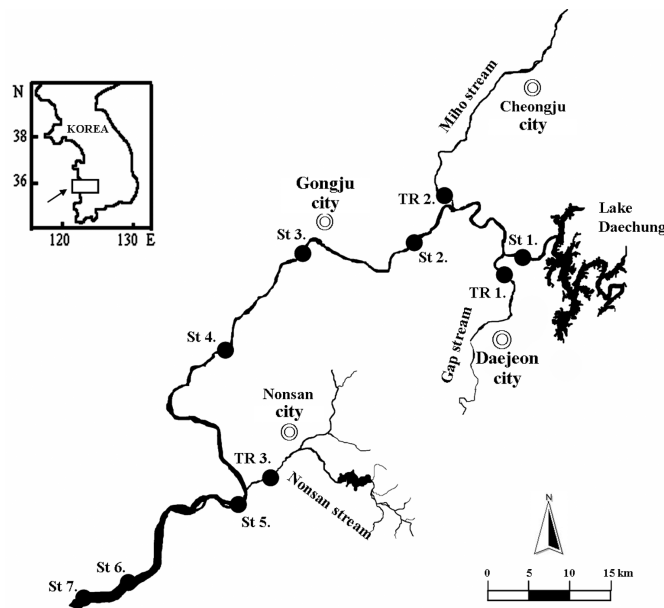 Miho stream
Cheongju
city
N
38
36
KOREA
120
130
E
Gongju
city
TR 2.
Lake
Daechung
St 1.
St 3.
St 2.
TR 1.
Gap stream
Daejeon
city
St 4.
Nonsan
city
TR 3.
Nonsan stream
St 5.
N
St 6.
St 7.
0 5 10 15 km